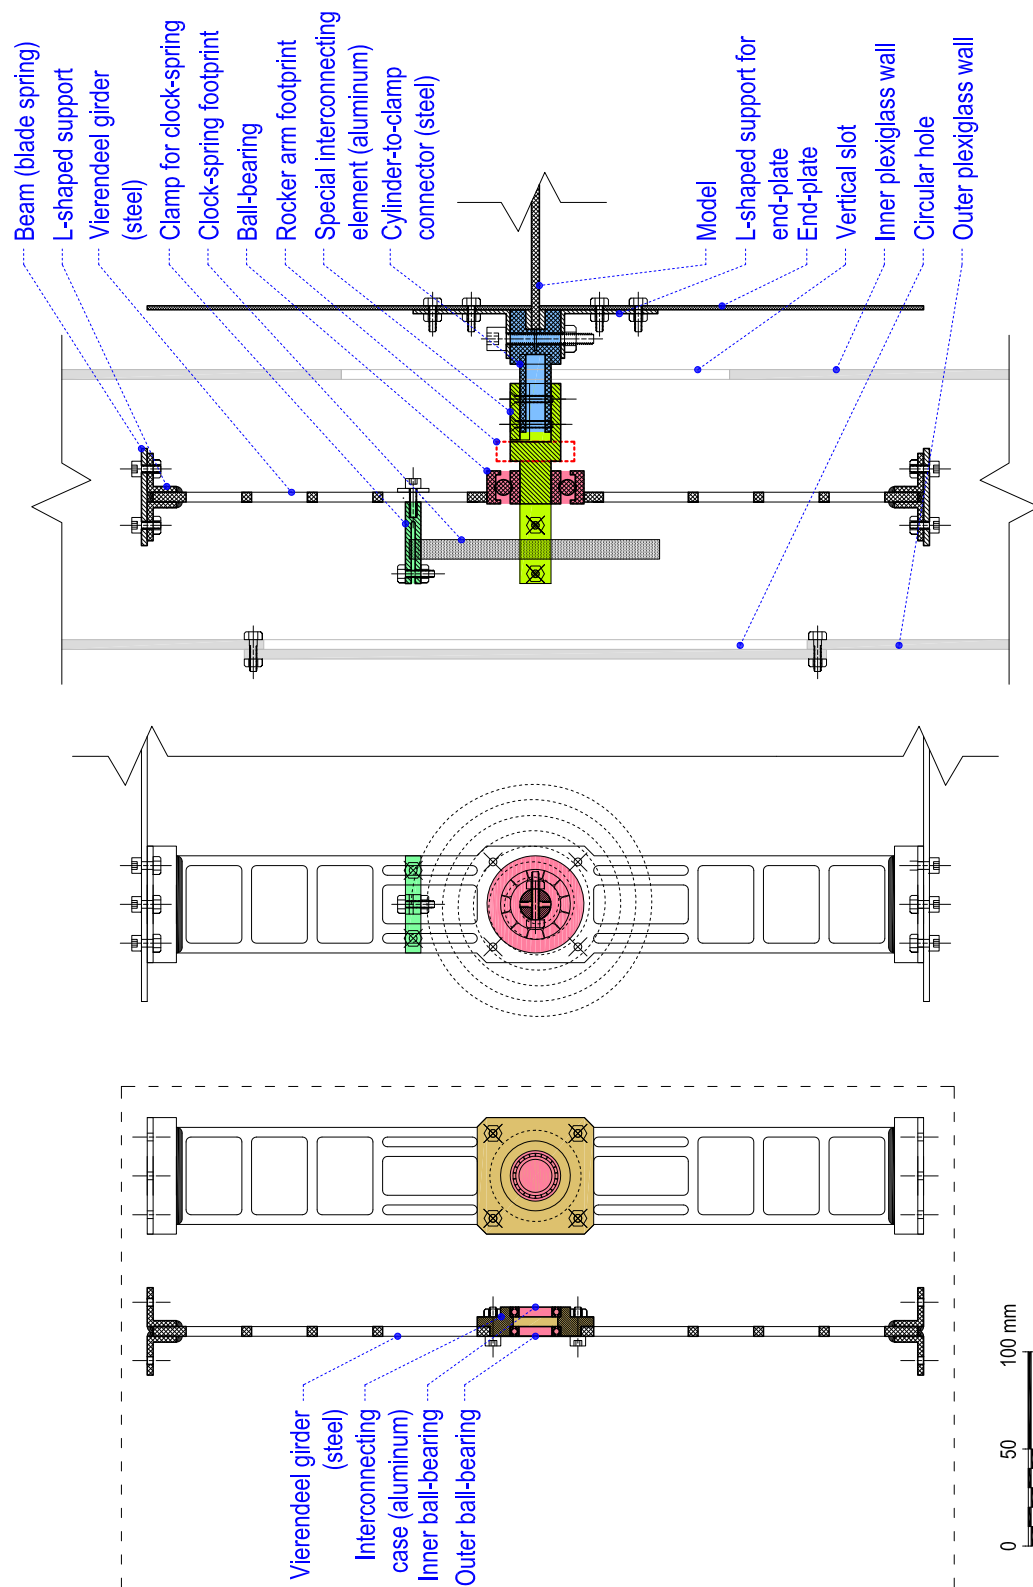 Beam (blade spring)
L-shaped support
Vierendeel girder
(steel)
Clamp for clock-spring
Clock-spring footprint
Ball-bearing
Rocker arm footprint
Special interconnecting
element (aluminum)
Cylinder-to-clamp
connector (steel)
Model
L-shaped support for
end-plate
End-plate
Vertical slot
Inner plexiglass wall
Circular hole
Outer plexiglass wall
Vierendeel girder
(steel)
Interconnecting
case (aluminum)
Inner ball-bearing
Outer ball-bearing
0 50 100 mm